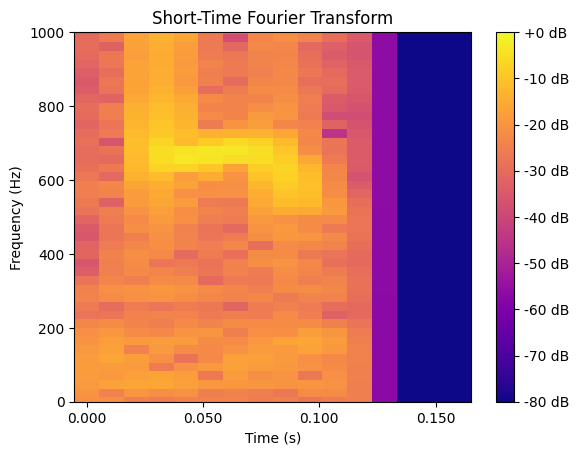 Short-Time Fourier Transform
1000
800
600
400
200
0
Frequency (Hz)
0.000
0.050
0.100
0.150
Time (s)
+0 dB
-10 dB
-20 dB
-30 dB
-40 dB
-50 dB
-60 dB
-70 dB
-80 dB